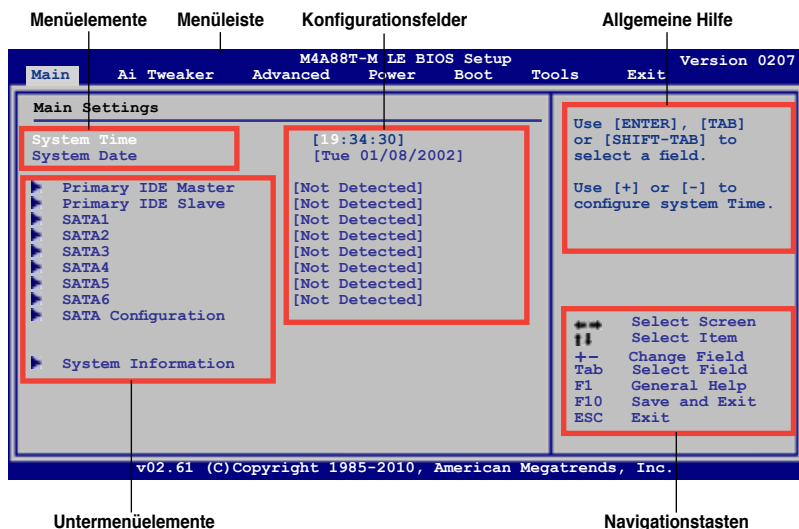 Menüelemente Menüleiste Konfigurationsfelder Allgemeine Hilfe
M4A88T-M LE BIOS Setup Version 0207
Main Ai Tweaker Advanced Power Boot Tools Exit
Main Settings
System Time [19:34:30]
System Date [Tue 01/08/2002]
Primary IDE Master [Not Detected]
Primary IDE Slave [Not Detected]
SATA1 [Not Detected]
SATA2 [Not Detected]
SATA3 [Not Detected]
SATA4 [Not Detected]
SATA5 [Not Detected]
SATA6 [Not Detected]
SATA Configuration
System Information
Use [ENTER], [TAB]
or [SHIFT-TAB] to
select a field.
Use [+] or [-] to
configure system Time.
←→ Select Screen
↑↓ Select Item
+- Change Field
Tab Select Field
F1 General Help
F10 Save and Exit
ESC Exit
v02.61 (C)Copyright 1985-2010, American Megatrends, Inc.
Untermenüelemente Navigationstasten